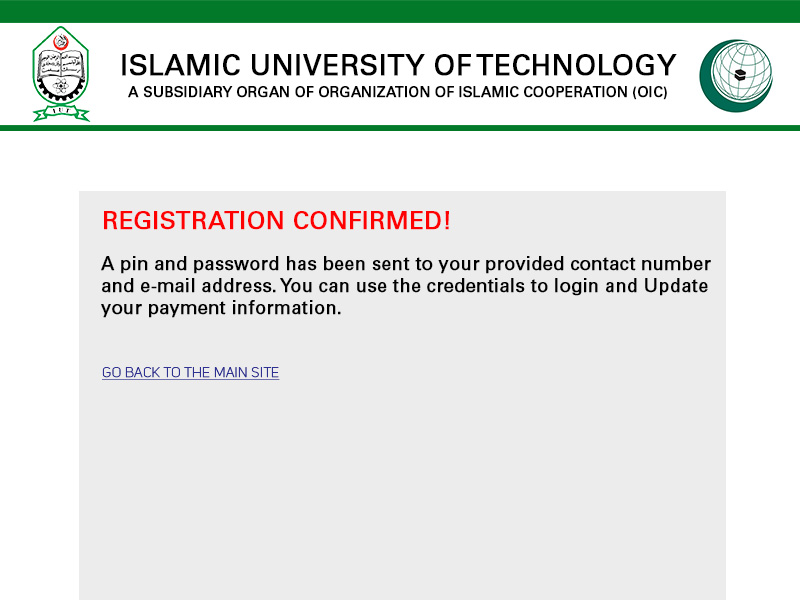 ISLAMIC UNIVERSITY OF TECHNOLOGY
A SUBSIDIARY ORGAN OF ORGANIZATION OF ISLAMIC COOPERATION (OIC)
IUT
REGISTRATION CONFIRMED!
A pin and password has been sent to your provided contact number
and e-mail address. You can use the credentials to login and Update
your payment information.
GO BACK TO THE MAIN SITE